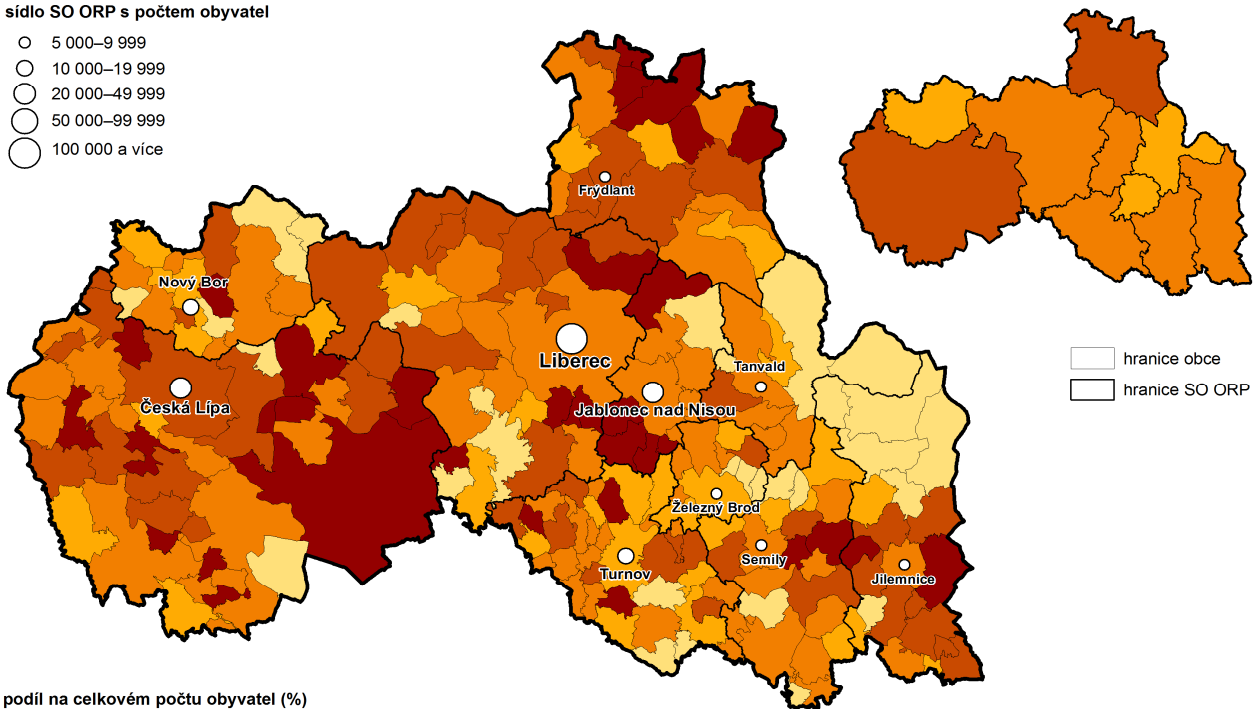 sídlo SO ORP s počtem obyvatel
5 000–9 999
10 000–19 999
20 000–49 999
50 000–99 999
100 000 a více
Frýdlant
Nový Bor
Liberec
Tanvald
Česká Lípa
Jablonec nad Nisou
hranice obce
hranice SO ORP
Železný Brod
Semily
Turnov
Jilemnice
podíl na celkovém počtu obyvatel (%)